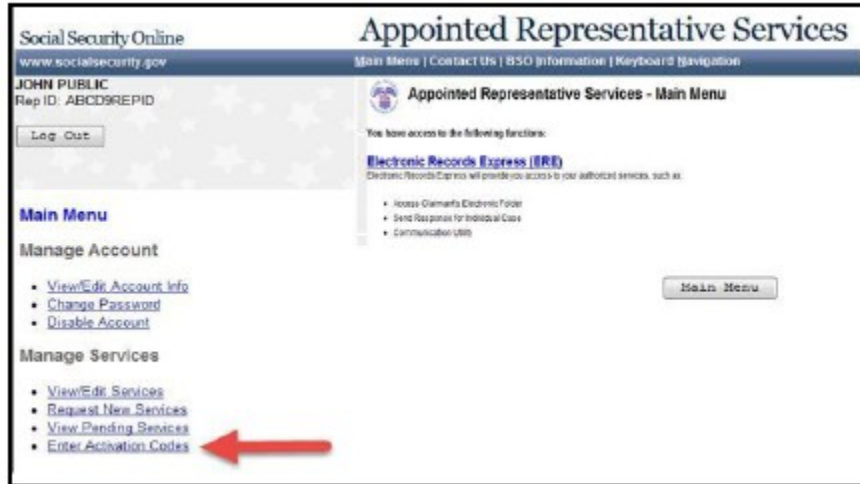 Social Security Online
Appointed Representative Services
www.socialsecurity.gov
Main Menu | Contact Us | BSO Information | Keyboard Navigation
JOHN PUBLIC
Rep ID: ABCD9REPID
Log Out
Appointed Representative Services - Main Menu
You have access to the following functions:
Electronic Records Express (ERE)
Electronic Records Express will provide you access to your authorized services, such as:
• Access Claimant's Electronic Folder
• Send Response for Individual Case
• Communication Utility
Main Menu
Main Menu
Manage Account
• View/Edit Account Info
• Change Password
• Disable Account
Manage Services
• View/Edit Services
• Request New Services
• View Pending Services
• Enter Activation Codes